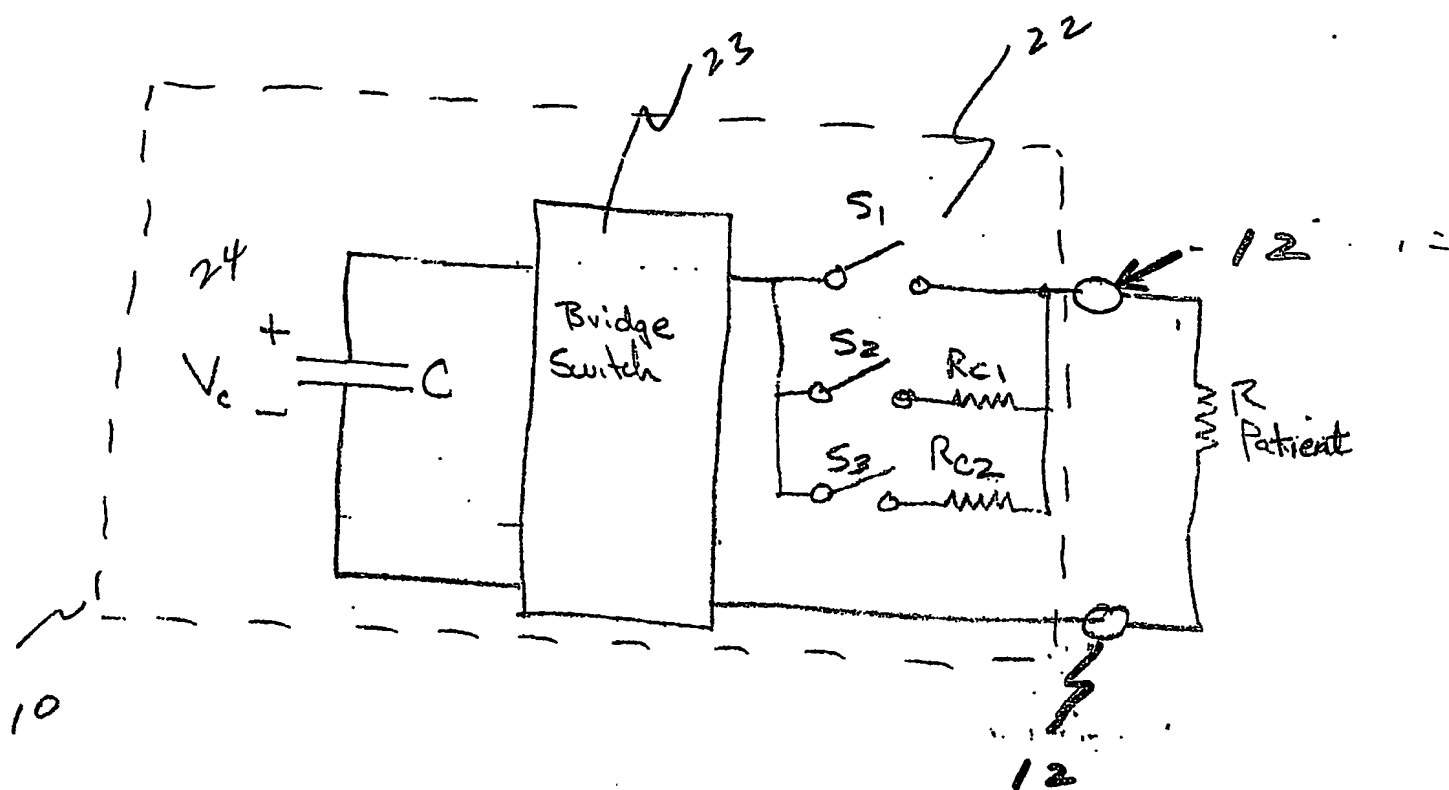 23
22
S1
24
12
+
Vc
C
-
Bridge
Switch
S2
RC1
R
Patient
S3
RC2
10
12